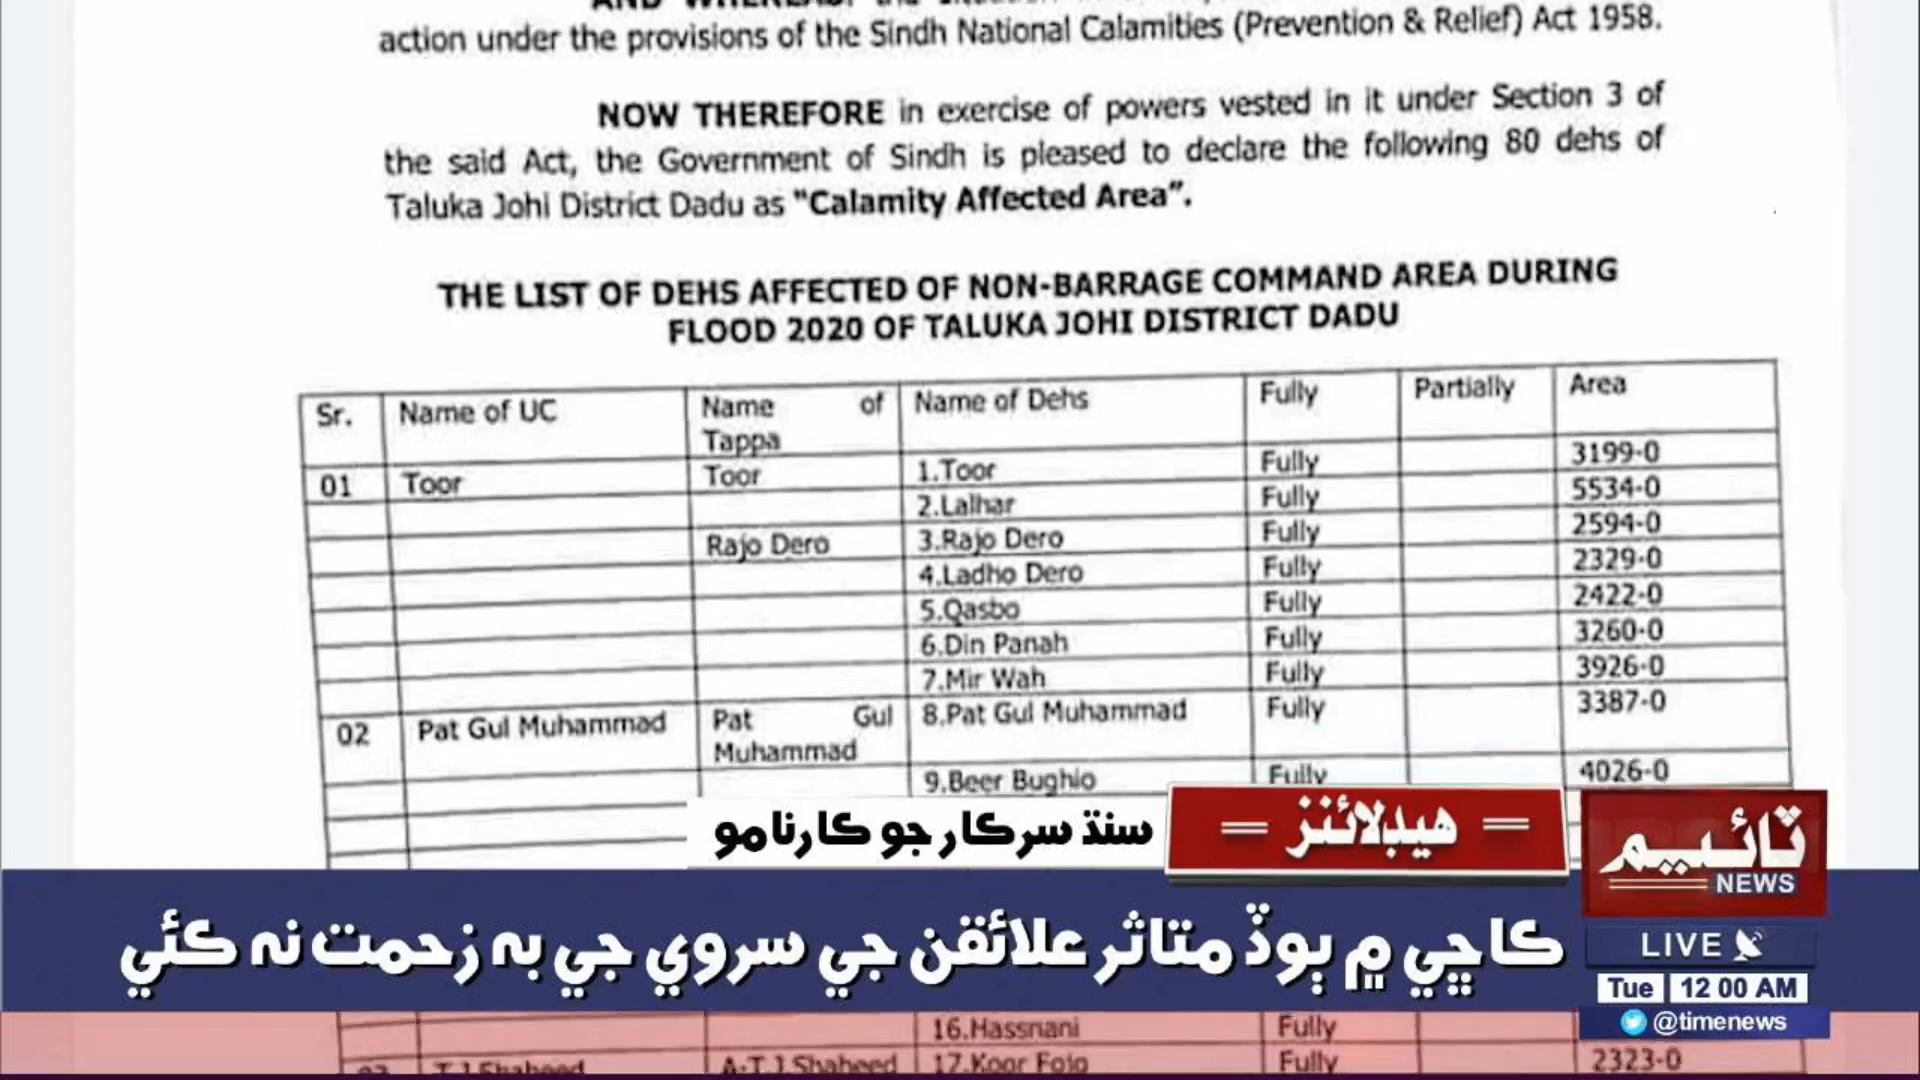 action under the provisions of the Sindh National Calamities (Prevention & Relief) Act 1958.
NOW THEREFORE in exercise of powers vested in it under Section 3 of
the said Act, the Government of Sindh is pleased to declare the following 80 dehs of
Taluka Johi District Dadu as "Calamity Affected Area".
THE LIST OF DEHS AFFECTED OF NON-BARRAGE COMMAND AREA DURING
FLOOD 2020 OF TALUKA JOHI DISTRICT DADU
Sr. Name of UC Name of Tappa Name of Dehs Fully Partially Area
01 Toor Toor 1.Toor Fully 3199-0
2.Lalhar Fully 5534-0
Rajo Dero 3.Rajo Dero Fully 2594-0
4.Ladho Dero Fully 2329-0
5.Qasbo Fully 2422-0
6.Din Panah Fully 3260-0
7.Mir Wah Fully 3926-0
02 Pat Gul Muhammad Pat Gul Muhammad 8.Pat Gul Muhammad Fully 3387-0
9.Beer Bughio Fully 4026-0
هيڊلائنز
سنڌ سرڪار جو ڪارنامو
ٽائيم
NEWS
ڪاڇي ۾ ٻوڏ متاثر علائقن جي سروي جي به زحمت نه ڪئي
LIVE
Tue 12 00 AM
@timenews
16.Hassnani Fully
T.J Shaheed A-T.J Shaheed 17.Koor Fojo Fully 2323-0